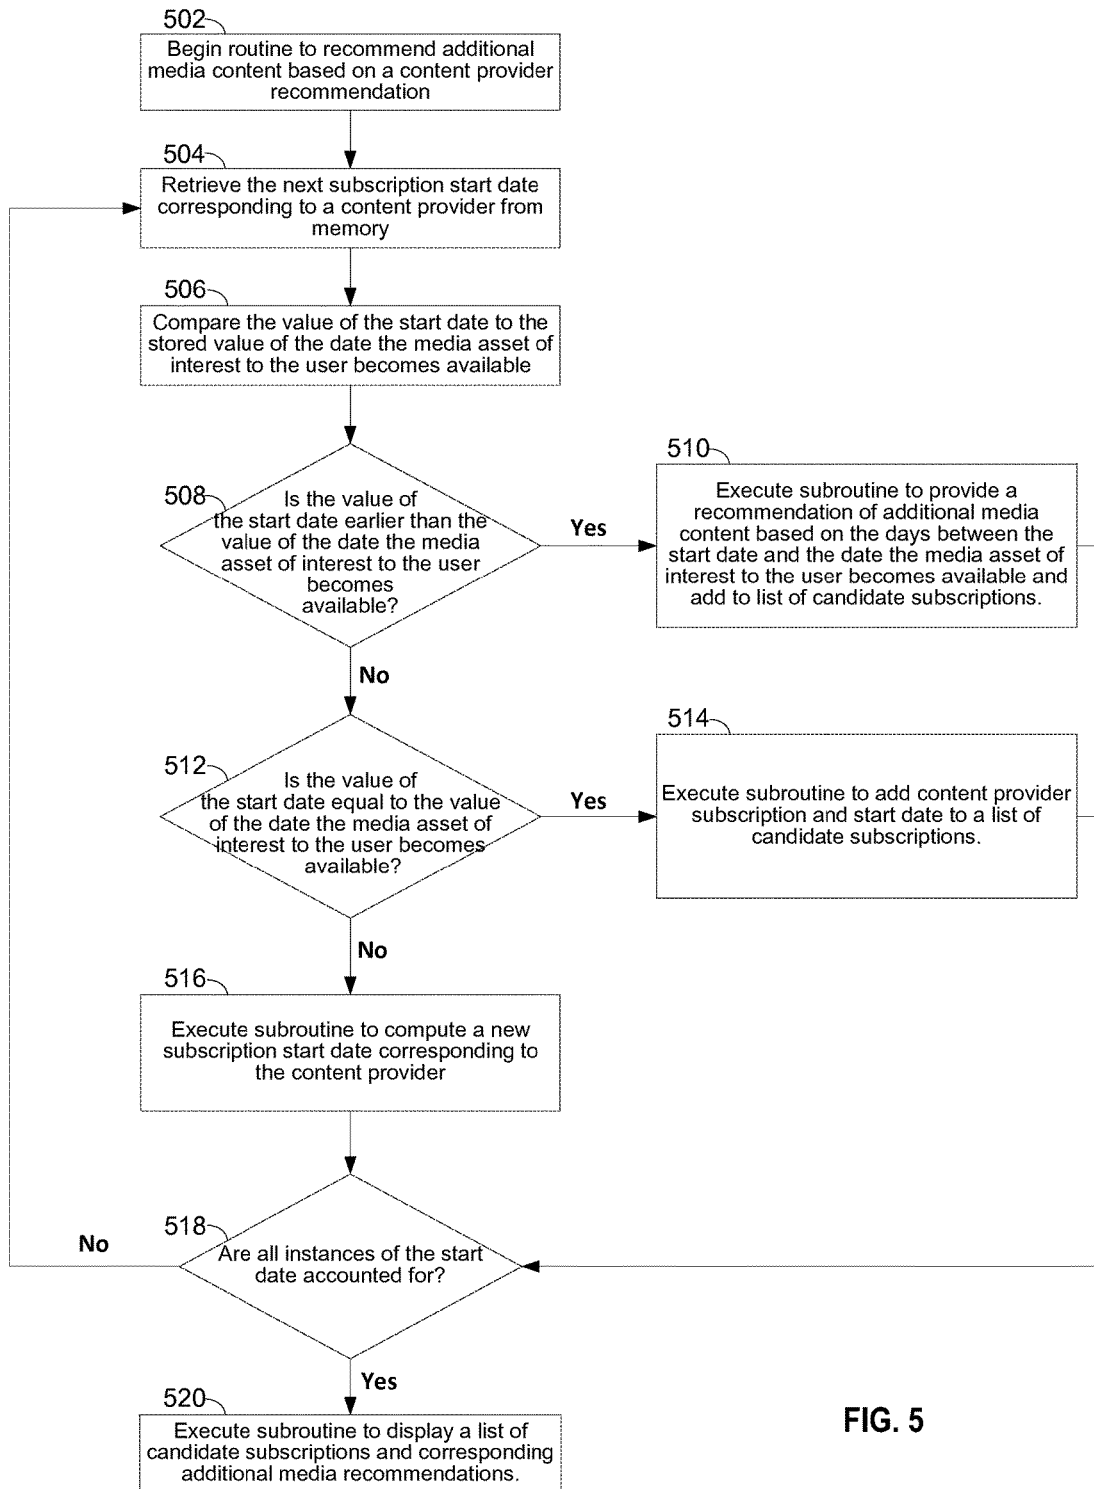 502
Begin routine to recommend additional
media content based on a content provider
recommendation
504
Retrieve the next subscription start date
corresponding to a content provider from
memory
506
Compare the value of the start date to the
stored value of the date the media asset of
interest to the user becomes available
508
Is the value of
the start date earlier than the
value of the date the media
asset of interest to the user
becomes
available?
Yes
510
Execute subroutine to provide a
recommendation of additional media
content based on the days between the
start date and the date the media asset of
interest to the user becomes available and
add to list of candidate subscriptions.
No
512
Is the value of
the start date equal to the value
of the date the media asset of
interest to the user becomes
available?
Yes
514
Execute subroutine to add content provider
subscription and start date to a list of
candidate subscriptions.
No
516
Execute subroutine to compute a new
subscription start date corresponding to
the content provider
518
Are all instances of the start
date accounted for?
No
Yes
520
Execute subroutine to display a list of
candidate subscriptions and corresponding
additional media recommendations.
FIG. 5